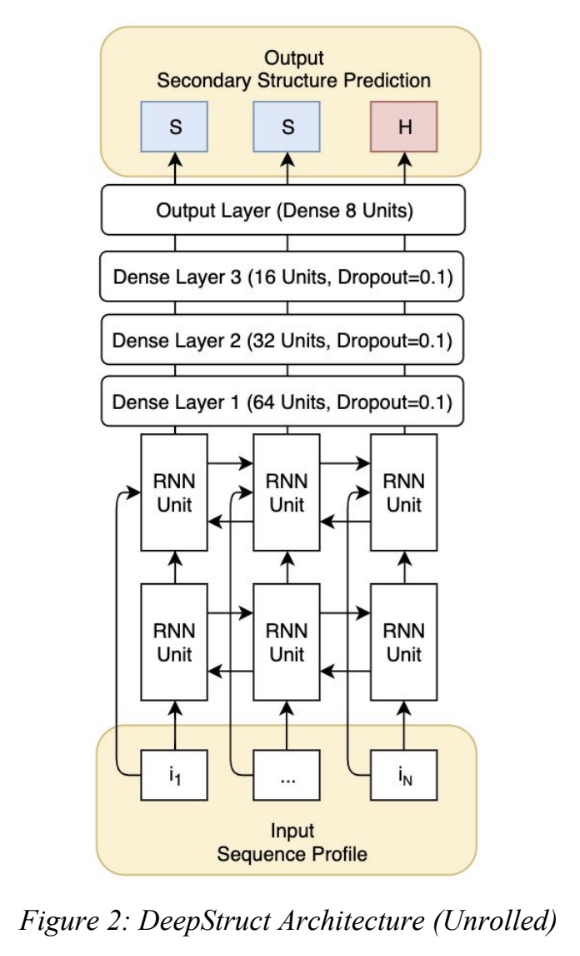 Output
Secondary Structure Prediction
S S H
Output Layer (Dense 8 Units)
Dense Layer 3 (16 Units, Dropout=0.1)
Dense Layer 2 (32 Units, Dropout=0.1)
Dense Layer 1 (64 Units, Dropout=0.1)
RNN RNN RNN
Unit Unit Unit
RNN RNN RNN
Unit Unit Unit
i1 ... iN
Input
Sequence Profile
Figure 2: DeepStruct Architecture (Unrolled)